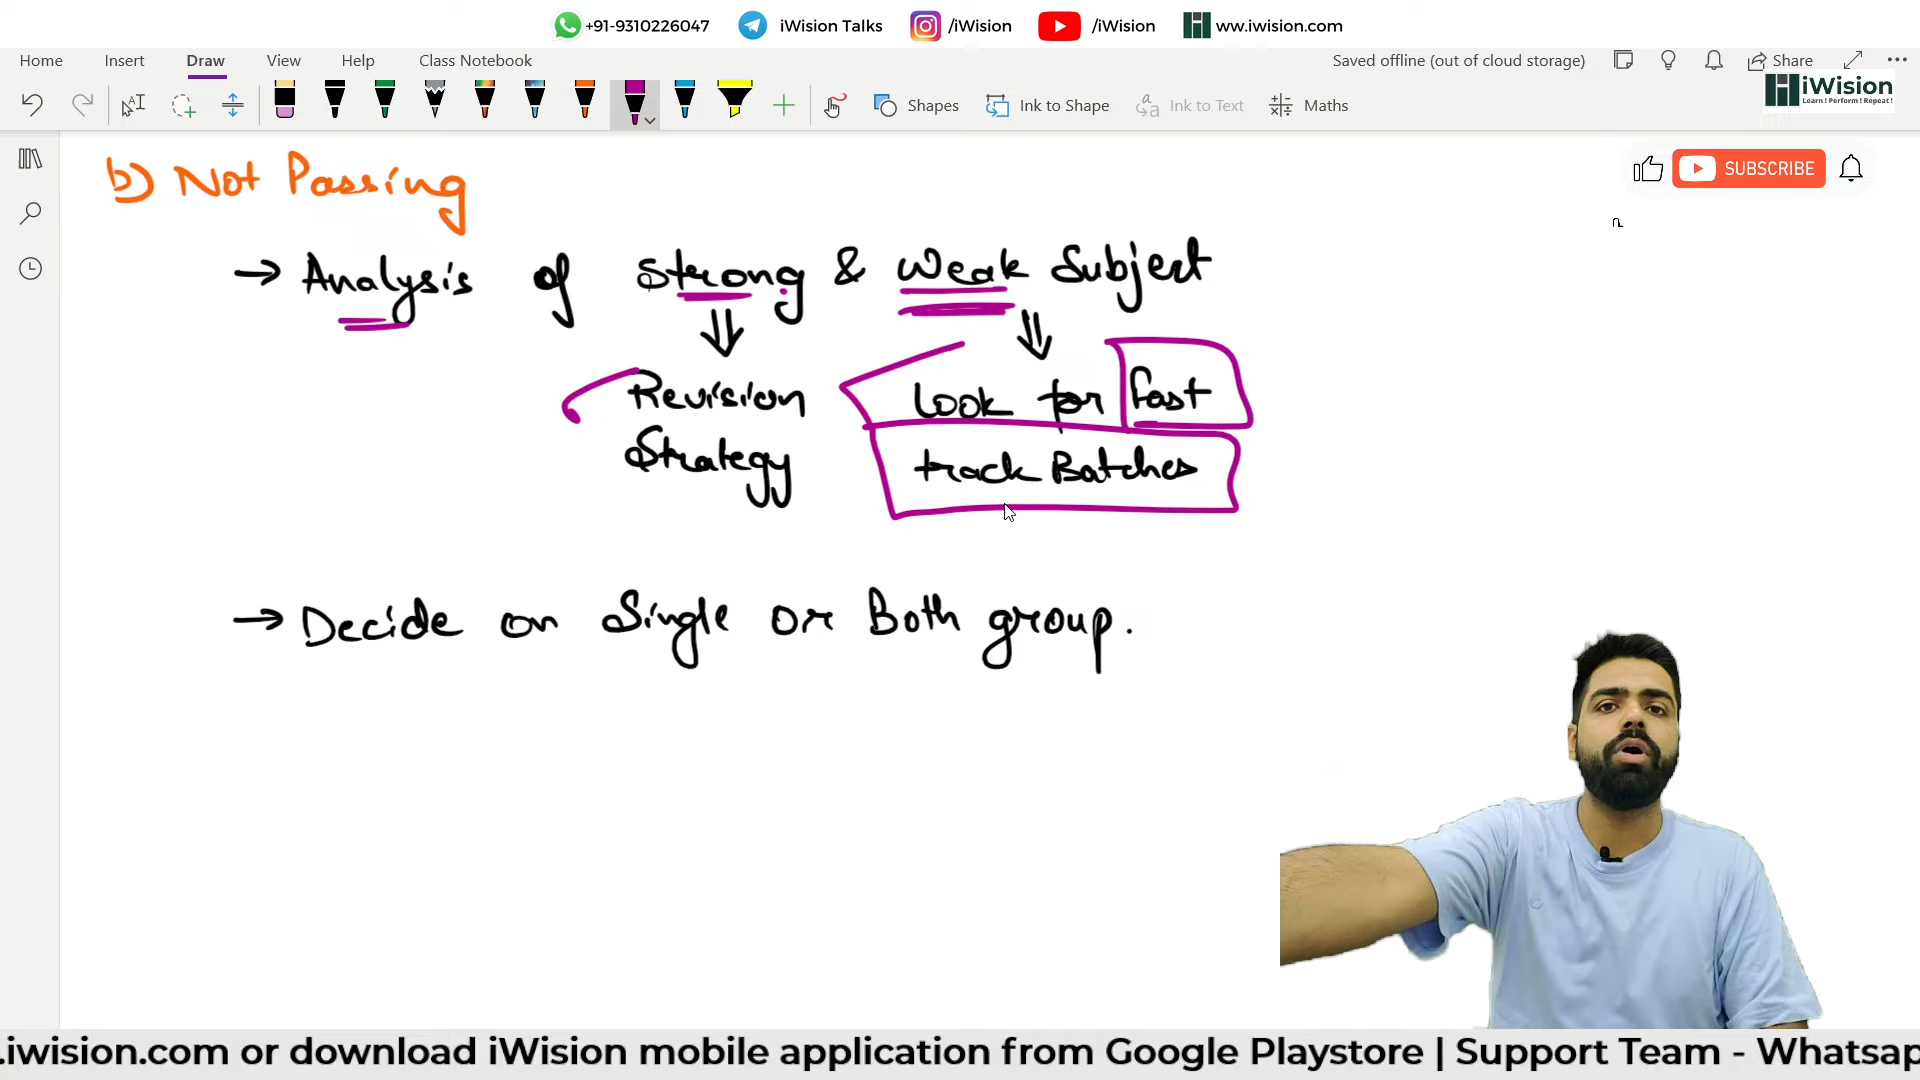 +91-9310226047 iWision Talks /iWision /iWision ww.iwision.com
Home Insert Draw View Help Class Notebook Saved offline (out of cloud storage) Share
Shapes Ink to Shape Ink to Text Maths
iWision
Learn ! Perform ! Repeat !
SUBSCRIBE
b) Not Passing
→ Analysis of Strong & Weak Subject
Revision Look for fast
Strategy track Batches
→ Decide on Single or Both group.
.iwision.com or download iWision mobile application from Google Playstore | Support Team - Whatsap